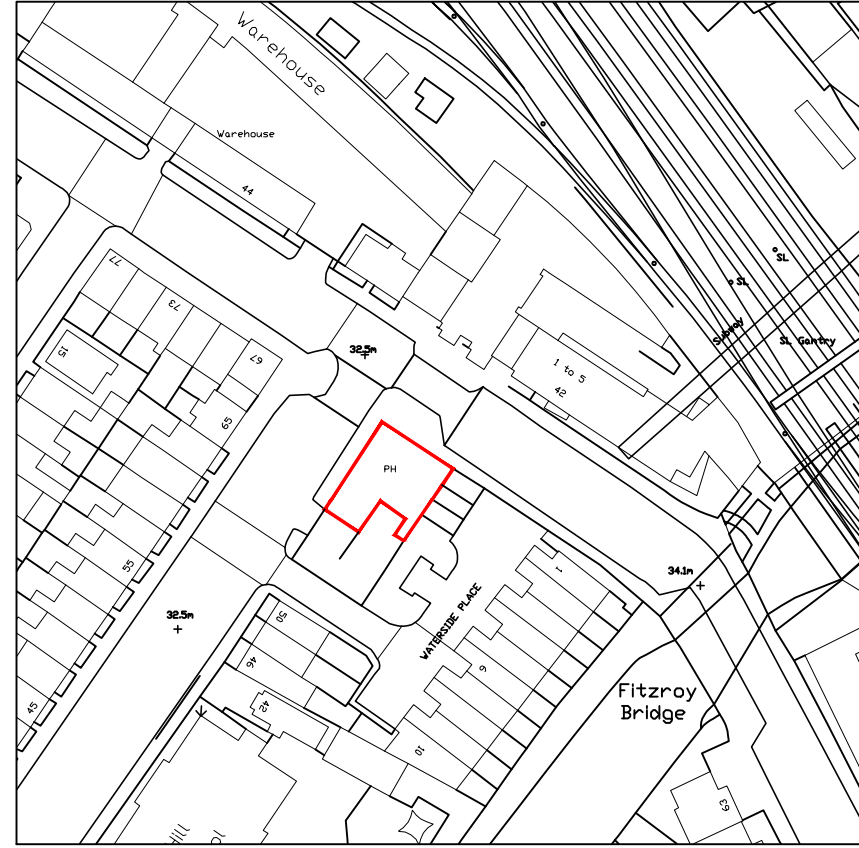 Warehouse
Warehouse
44
77
73
SL
SL
Subway
SL Gantry
32.5m
15
67
1 to 5
42
65
PH
55
1
34.1m
32.5m
WATERSIDE PLACE
50
46
6
Fitzroy
Bridge
45
42
10
63